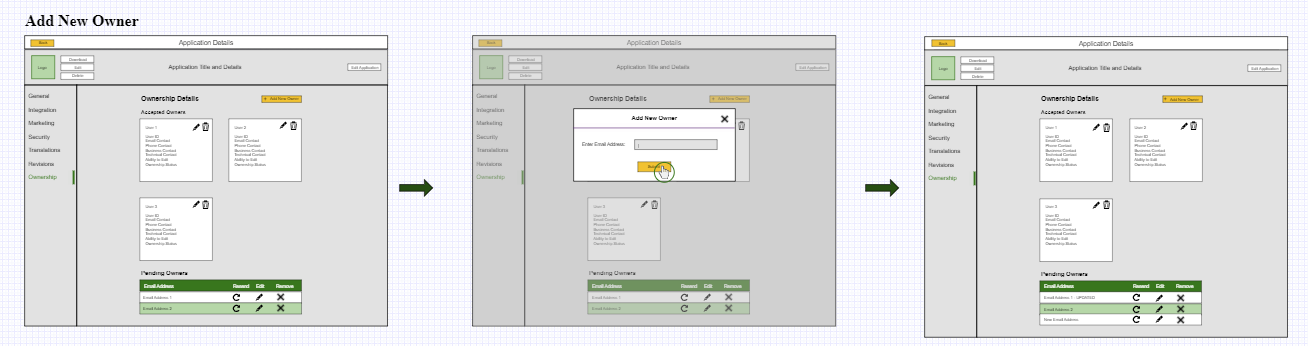 Add New Owner
Back
Application Details
Logo
Download
Edit
Delete
Application Title and Details
Edit Application
General
Integration
Marketing
Security
Translations
Revisions
Ownership
Ownership Details
+ Add New Owner
Accepted Owners
User 1
User ID
Email Contact
Phone Contact
Business Contact
Technical Contact
Ability to Edit
Ownership Status
User 2
User ID
Email Contact
Phone Contact
Business Contact
Technical Contact
Ability to Edit
Ownership Status
User 3
User ID
Email Contact
Phone Contact
Business Contact
Technical Contact
Ability to Edit
Ownership Status
Pending Owners
Email Address Resend Edit Remove
Email Address 1
Email Address 2
Back
Application Details
Logo
Download
Edit
Delete
Application Title and Details
Edit Application
General
Integration
Marketing
Security
Translations
Revisions
Ownership
Ownership Details
+ Add New Owner
Add New Owner
Enter Email Address:
User 3
User ID
Email Contact
Phone Contact
Business Contact
Technical Contact
Ability to Edit
Ownership Status
Pending Owners
Email Address Resend Edit Remove
Email Address 1
Email Address 2
Back
Application Details
Logo
Download
Edit
Delete
Application Title and Details
Edit Application
General
Integration
Marketing
Security
Translations
Revisions
Ownership
Ownership Details
+ Add New Owner
Accepted Owners
User 1
User ID
Email Contact
Phone Contact
Business Contact
Technical Contact
Ability to Edit
Ownership Status
User 2
User ID
Email Contact
Phone Contact
Business Contact
Technical Contact
Ability to Edit
Ownership Status
User 3
User ID
Email Contact
Phone Contact
Business Contact
Technical Contact
Ability to Edit
Ownership Status
Pending Owners
Email Address Resend Edit Remove
Email Address 1 - UPDATED
Email Address 2
New Email Address